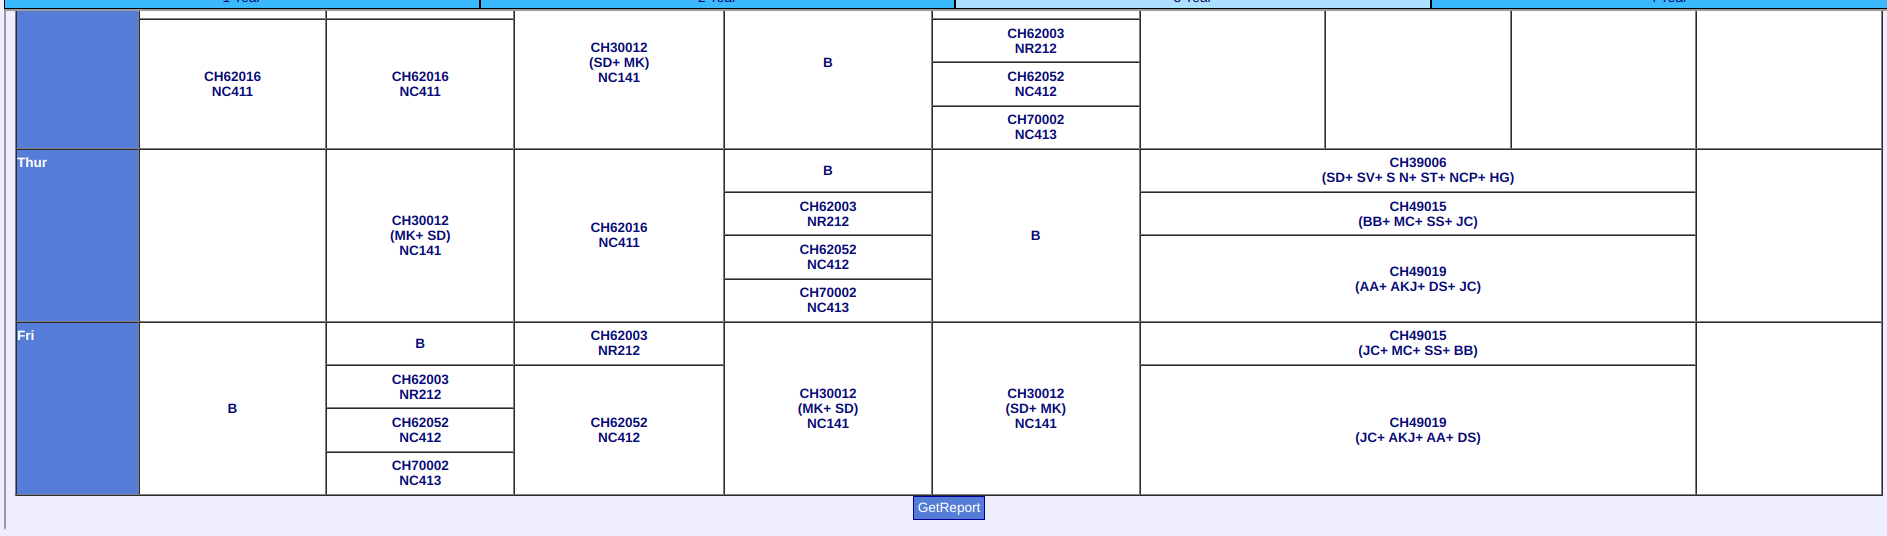 CH62016
NC411
CH62016
NC411
CH30012
(SD+ MK)
NC141
B
CH62003
NR212
CH62052
NC412
CH70002
NC413
Thur
CH30012
(MK+ SD)
NC141
CH62016
NC411
B
CH62003
NR212
CH62052
NC412
CH70002
NC413
B
CH39006
(SD+ SV+ S N+ ST+ NCP+ HG)
CH49015
(BB+ MC+ SS+ JC)
CH49019
(AA+ AKJ+ DS+ JC)
Fri
B
B
CH62003
NR212
CH62052
NC412
CH70002
NC413
CH62003
NR212
CH62052
NC412
CH30012
(MK+ SD)
NC141
CH30012
(SD+ MK)
NC141
CH49015
(JC+ MC+ SS+ BB)
CH49019
(JC+ AKJ+ AA+ DS)
GetReport